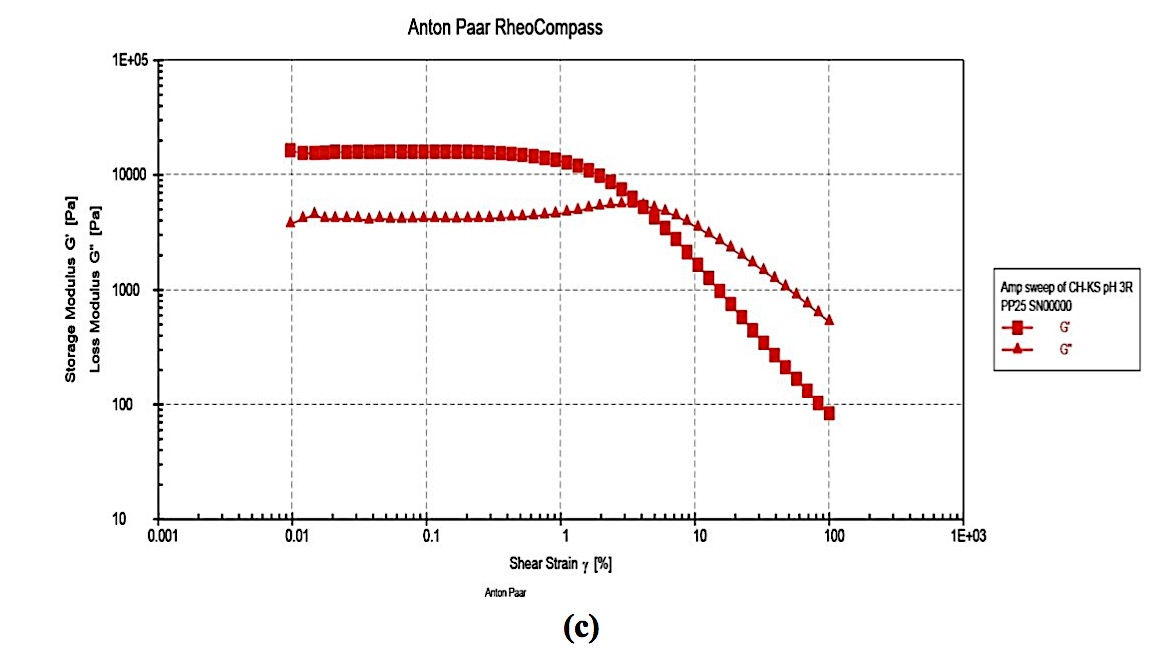 Anton Paar RheoCompass
1E+05
10000
1000
100
10
Storage Modulus G' [Pa]
Loss Modulus G" [Pa]
0.001
0.01
0.1
1
10
100
1E+03
Shear Strain γ [%]
Anton Paar
Amp sweep of CH-KS pH 3R
PP25 SN00000
G'
G"
(c)